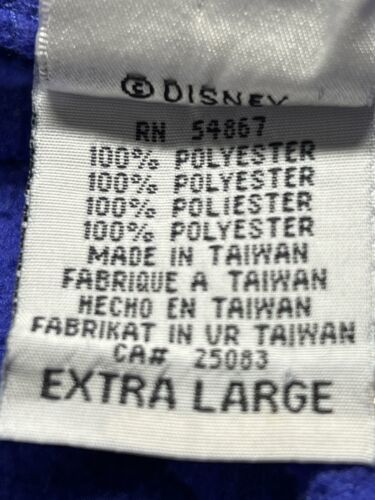 © DISNEY
RN 54867
100% POLYESTER
100% POLYESTER
100% POLIESTER
100% POLYESTER
MADE IN TAIWAN
FABRIQUE A TAIWAN
HECHO EN TAIWAN
FABRIKAT IN VR TAIWAN
CA# 25083
EXTRA LARGE